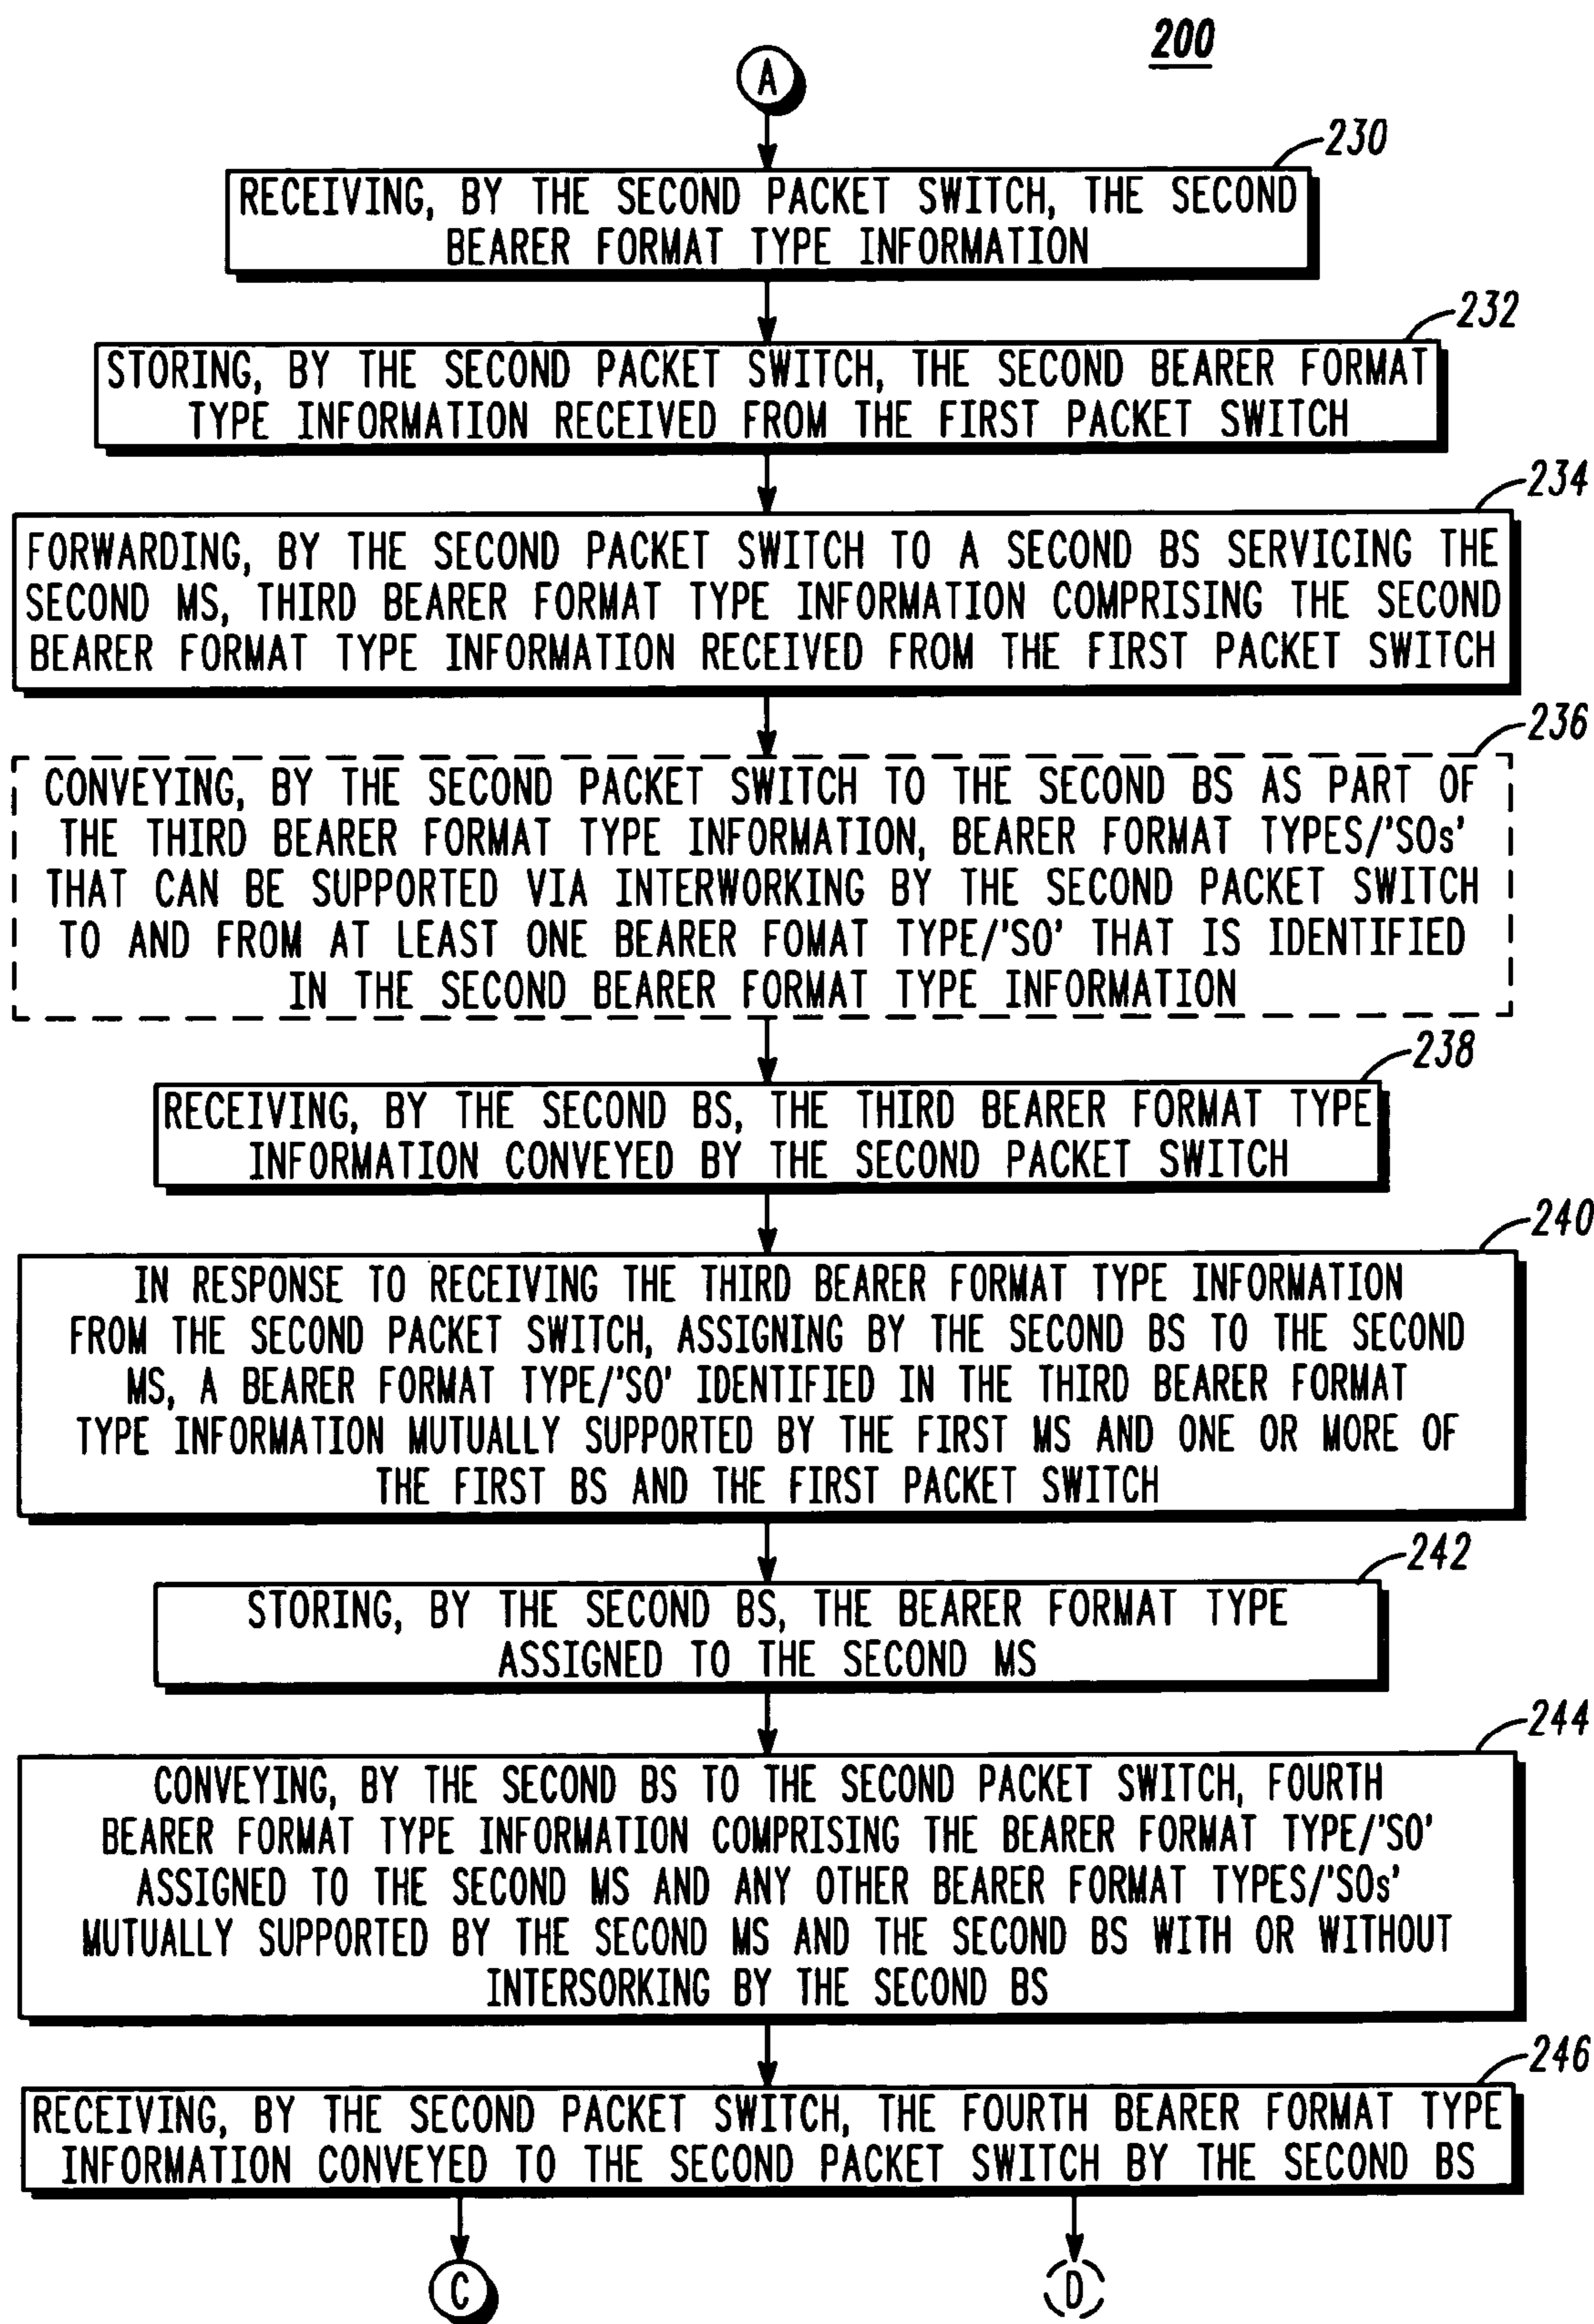 200
A
230
RECEIVING, BY THE SECOND PACKET SWITCH, THE SECOND
BEARER FORMAT TYPE INFORMATION
232
STORING, BY THE SECOND PACKET SWITCH, THE SECOND BEARER FORMAT
TYPE INFORMATION RECEIVED FROM THE FIRST PACKET SWITCH
234
FORWARDING, BY THE SECOND PACKET SWITCH TO A SECOND BS SERVICING THE
SECOND MS, THIRD BEARER FORMAT TYPE INFORMATION COMPRISING THE SECOND
BEARER FORMAT TYPE INFORMATION RECEIVED FROM THE FIRST PACKET SWITCH
236
CONVEYING, BY THE SECOND PACKET SWITCH TO THE SECOND BS AS PART OF
THE THIRD BEARER FORMAT TYPE INFORMATION, BEARER FORMAT TYPES/'SOs'
THAT CAN BE SUPPORTED VIA INTERWORKING BY THE SECOND PACKET SWITCH
TO AND FROM AT LEAST ONE BEARER FOMAT TYPE/'SO' THAT IS IDENTIFIED
IN THE SECOND BEARER FORMAT TYPE INFORMATION
238
RECEIVING, BY THE SECOND BS, THE THIRD BEARER FORMAT TYPE
INFORMATION CONVEYED BY THE SECOND PACKET SWITCH
240
IN RESPONSE TO RECEIVING THE THIRD BEARER FORMAT TYPE INFORMATION
FROM THE SECOND PACKET SWITCH, ASSIGNING BY THE SECOND BS TO THE SECOND
MS, A BEARER FORMAT TYPE/'SO' IDENTIFIED IN THE THIRD BEARER FORMAT
TYPE INFORMATION MUTUALLY SUPPORTED BY THE FIRST MS AND ONE OR MORE OF
THE FIRST BS AND THE FIRST PACKET SWITCH
242
STORING, BY THE SECOND BS, THE BEARER FORMAT TYPE
ASSIGNED TO THE SECOND MS
244
CONVEYING, BY THE SECOND BS TO THE SECOND PACKET SWITCH, FOURTH
BEARER FORMAT TYPE INFORMATION COMPRISING THE BEARER FORMAT TYPE/'SO'
ASSIGNED TO THE SECOND MS AND ANY OTHER BEARER FORMAT TYPES/'SOs'
MUTUALLY SUPPORTED BY THE SECOND MS AND THE SECOND BS WITH OR WITHOUT
INTERSORKING BY THE SECOND BS
246
RECEIVING, BY THE SECOND PACKET SWITCH, THE FOURTH BEARER FORMAT TYPE
INFORMATION CONVEYED TO THE SECOND PACKET SWITCH BY THE SECOND BS
C
D